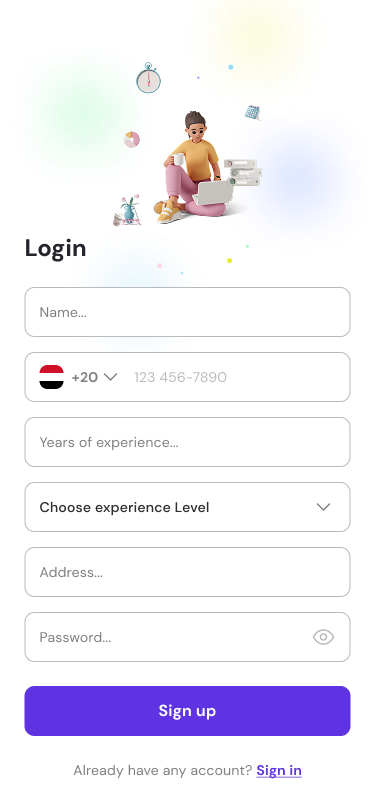 Login
Name...
+20 123 456-7890
Years of experience...
Choose experience Level
Address...
Password...
Sign up
Already have any account? Sign in